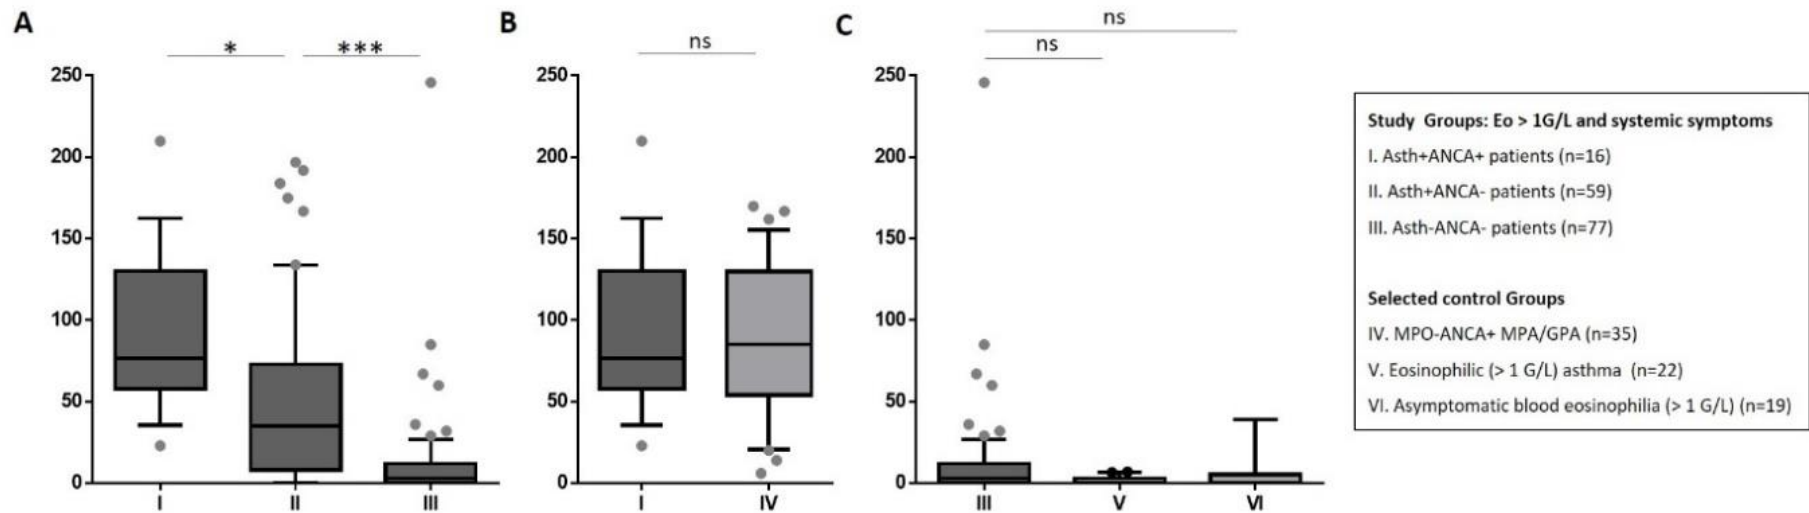 A
B
C
* ***
ns
ns
ns
250
200
150
100
50
0
I II III
250
200
150
100
50
0
I IV
250
200
150
100
50
0
III V VI
Study Groups: Eo > 1G/L and systemic symptoms
I. Asth+ANCA+ patients (n=16)
II. Asth+ANCA- patients (n=59)
III. Asth-ANCA- patients (n=77)
Selected control Groups
IV. MPO-ANCA+ MPA/GPA (n=35)
V. Eosinophilic (> 1 G/L) asthma (n=22)
VI. Asymptomatic blood eosinophilia (> 1 G/L) (n=19)